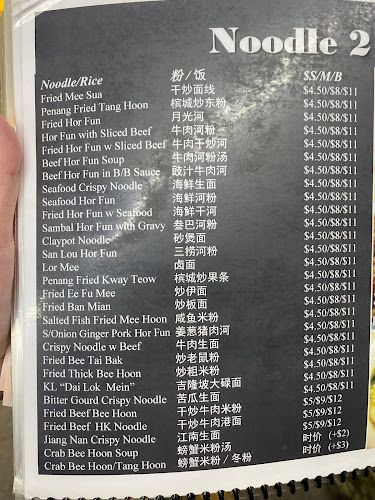 Noodle 2
Noodle/Rice 粉/饭 $S/M/B
Fried Mee Sua 干炒面线 $4.50/$8/$11
Penang Fried Tang Hoon 槟城炒东粉 $4.50/$8/$11
Fried Hor Fun 月光河 $4.50/$8/$11
Hor Fun with Sliced Beef 牛肉河粉 $4.50/$8/$11
Fried Hor Fun w Sliced Beef 牛肉干炒河 $4.50/$8/$11
Beef Hor Fun Soup 牛肉河粉汤 $4.50/$8/$11
Beef Hor Fun in B/B Sauce 豉汁牛肉河 $4.50/$8/$11
Seafood Crispy Noodle 海鲜生面 $4.50/$8/$11
Seafood Hor Fun 海鲜河粉 $4.50/$8/$11
Fried Hor Fun w Seafood 海鲜干河 $4.50/$8/$11
Sambal Hor Fun with Gravy 叁巴河粉 $4.50/$8/$11
Claypot Noodle 砂煲面 $4.50/$8/$11
San Lou Hor Fun 三捞河粉 $4.50/$8/$11
Lor Mee 卤面 $4.50/$8/$11
Penang Fried Kway Teow 槟城炒果条 $4.50/$8/$11
Fried Ee Fu Mee 炒伊面 $4.50/$8/$11
Fried Ban Mian 炒板面 $4.50/$8/$11
Salted Fish Fried Mee Hoon 咸鱼米粉 $4.50/$8/$11
S/Onion Ginger Pork Hor Fun 姜葱猪肉河 $4.50/$8/$11
Crispy Noodle w Beef 牛肉生面 $4.50/$8/$11
Fried Bee Tai Bak 炒老鼠粉 $4.50/$8/$11
Fried Thick Bee Hoon 炒粗米粉 $4.50/$8/$11
KL "Dai Lok Mein" 吉隆坡大碌面 $4.50/$8/$11
Bitter Gourd Crispy Noodle 苦瓜生面 $4.50/$8/$11
Fried Beef Bee Hoon 干炒牛肉米粉 $5/$9/$12
Fried Beef HK Noodle 干炒牛肉港面 $5/$9/$12
Jiang Nan Crispy Noodle 江南生面 $5/$9/$12
Crab Bee Hoon Soup 螃蟹米粉汤 时价 (+$2)
Crab Bee Hoon/Tang Hoon 螃蟹米粉/冬粉 时价 (+$3)